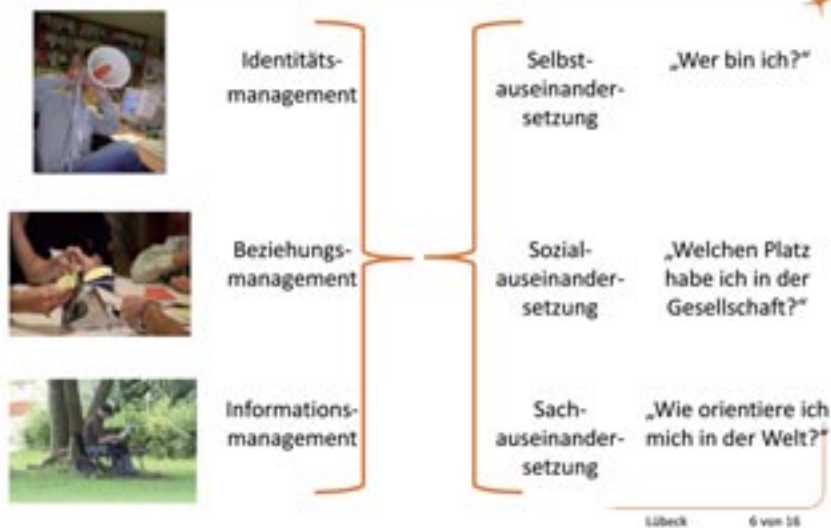 Identitäts-
management
Selbst-
auseinander-
setzung
„Wer bin ich?“
Beziehungs-
management
Sozial-
auseinander-
setzung
„Welchen Platz
habe ich in der
Gesellschaft?“
Informations-
management
Sach-
auseinander-
setzung
„Wie orientiere ich
mich in der Welt?“
Lübeck
6 von 16